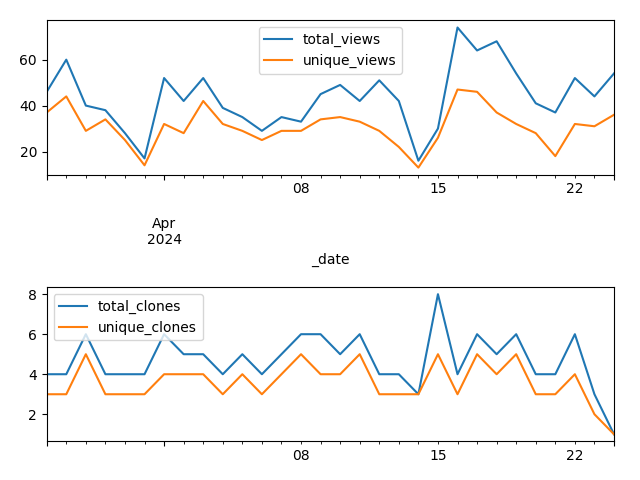 total_views
unique_views
60
40
20
08
15
22
Apr
2024
_date
total_clones
unique_clones
8
6
4
2
08
15
22